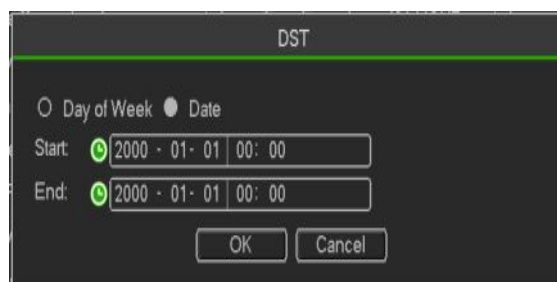 DST
Day of Week Date
Start: 2000 - 01- 01 00: 00
End: 2000 - 01- 01 00: 00
OK Cancel